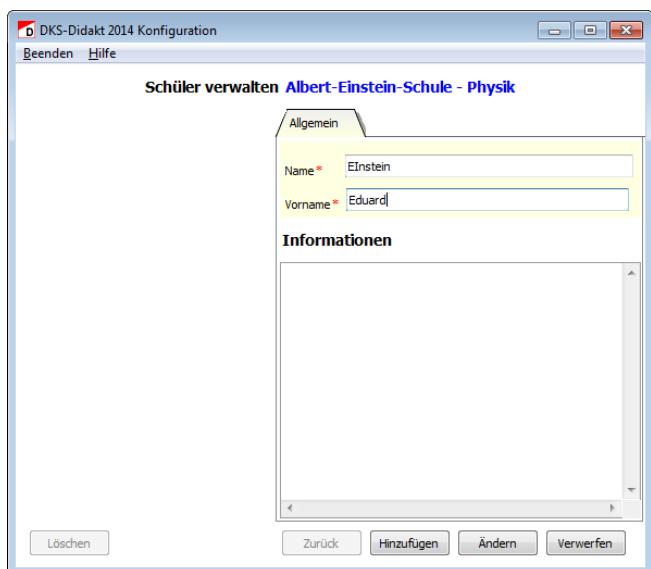 DKS-Didakt 2014 Konfiguration
Beenden Hilfe
Schüler verwalten Albert-Einstein-Schule - Physik
Allgemein
Name * EInstein
Vorname * Eduard
Informationen
Löschen Zurück Hinzufügen Ändern Verwerfen